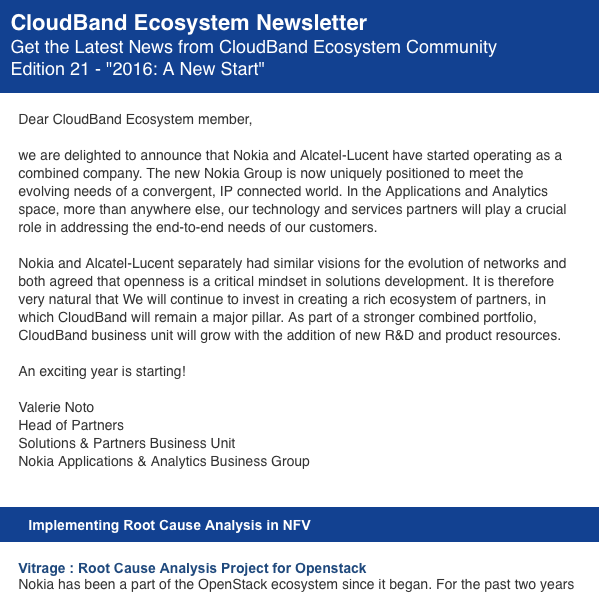 CloudBand Ecosystem Newsletter
Get the Latest News from CloudBand Ecosystem Community
Edition 21 - "2016: A New Start"
Dear CloudBand Ecosystem member,
we are delighted to announce that Nokia and Alcatel-Lucent have started operating as a
combined company. The new Nokia Group is now uniquely positioned to meet the
evolving needs of a convergent, IP connected world. In the Applications and Analytics
space, more than anywhere else, our technology and services partners will play a crucial
role in addressing the end-to-end needs of our customers.
Nokia and Alcatel-Lucent separately had similar visions for the evolution of networks and
both agreed that openness is a critical mindset in solutions development. It is therefore
very natural that We will continue to invest in creating a rich ecosystem of partners, in
which CloudBand will remain a major pillar. As part of a stronger combined portfolio,
CloudBand business unit will grow with the addition of new R&D and product resources.
An exciting year is starting!
Valerie Noto
Head of Partners
Solutions & Partners Business Unit
Nokia Applications & Analytics Business Group
Implementing Root Cause Analysis in NFV
Vitrage : Root Cause Analysis Project for Openstack
Nokia has been a part of the OpenStack ecosystem since it began. For the past two years